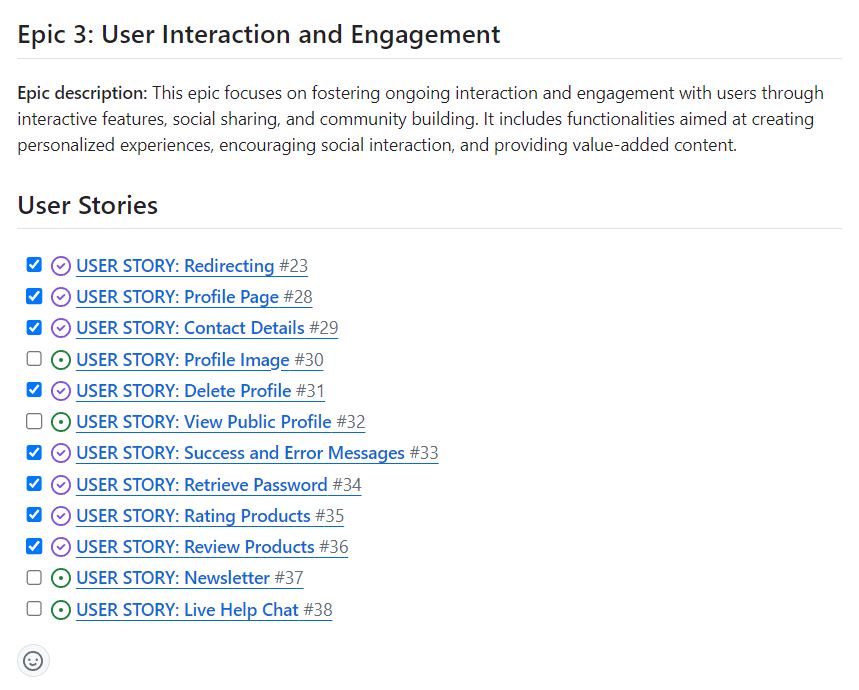 Epic 3: User Interaction and Engagement
Epic description: This epic focuses on fostering ongoing interaction and engagement with users through
interactive features, social sharing, and community building. It includes functionalities aimed at creating
personalized experiences, encouraging social interaction, and providing value-added content.
User Stories
USER STORY: Redirecting #23
USER STORY: Profile Page #28
USER STORY: Contact Details #29
USER STORY: Profile Image #30
USER STORY: Delete Profile #31
USER STORY: View Public Profile #32
USER STORY: Success and Error Messages #33
USER STORY: Retrieve Password #34
USER STORY: Rating Products #35
USER STORY: Review Products #36
USER STORY: Newsletter #37
USER STORY: Live Help Chat #38